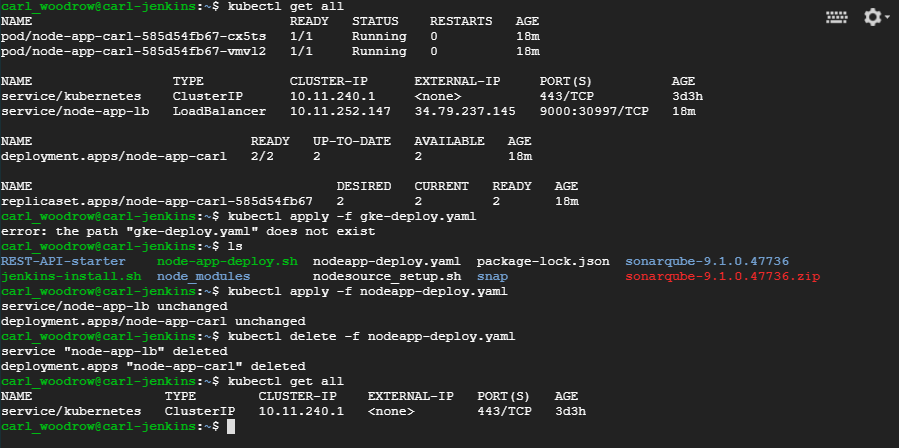 carl_woodrow@carl-jenkins:~$ kubectl get all
NAME                                READY   STATUS    RESTARTS   AGE
pod/node-app-carl-585d54fb67-cx5ts   1/1     Running   0          18m
pod/node-app-carl-585d54fb67-vmvl2   1/1     Running   0          18m
NAME                  TYPE           CLUSTER-IP      EXTERNAL-IP     PORT(S)          AGE
service/kubernetes    ClusterIP      10.11.240.1     <none>          443/TCP          3d3h
service/node-app-lb   LoadBalancer   10.11.252.147   34.79.237.145   9000:30997/TCP   18m
NAME                            READY   UP-TO-DATE   AVAILABLE   AGE
deployment.apps/node-app-carl   2/2     2            2           18m
NAME                                       DESIRED   CURRENT   READY   AGE
replicaset.apps/node-app-carl-585d54fb67   2         2         2       18m
carl_woodrow@carl-jenkins:~$ kubectl apply -f gke-deploy.yaml
error: the path "gke-deploy.yaml" does not exist
carl_woodrow@carl-jenkins:~$ ls
REST-API-starter    node-app-deploy.sh  nodeapp-deploy.yaml  package-lock.json  sonarqube-9.1.0.47736
jenkins-install.sh  node_modules        nodesource_setup.sh  snap               sonarqube-9.1.0.47736.zip
carl_woodrow@carl-jenkins:~$ kubectl apply -f nodeapp-deploy.yaml
service/node-app-lb unchanged
deployment.apps/node-app-carl unchanged
carl_woodrow@carl-jenkins:~$ kubectl delete -f nodeapp-deploy.yaml
service "node-app-lb" deleted
deployment.apps "node-app-carl" deleted
carl_woodrow@carl-jenkins:~$ kubectl get all
NAME                 TYPE        CLUSTER-IP    EXTERNAL-IP   PORT(S)   AGE
service/kubernetes   ClusterIP   10.11.240.1   <none>        443/TCP   3d3h
carl_woodrow@carl-jenkins:~$